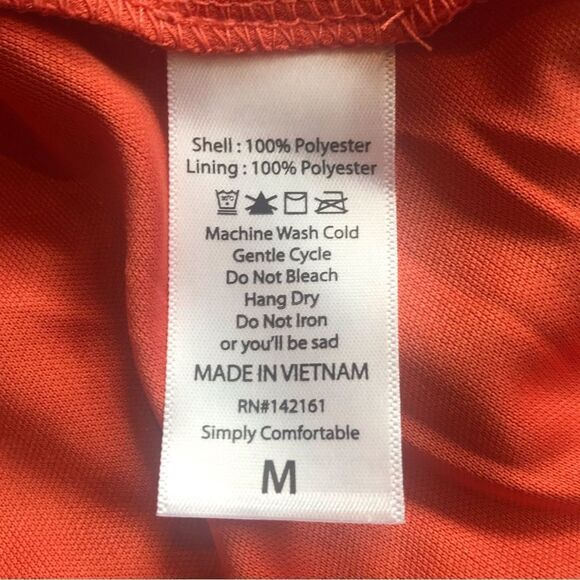 Shell : 100% Polyester
Lining : 100% Polyester
Machine Wash Cold
Gentle Cycle
Do Not Bleach
Hang Dry
Do Not Iron
or you'll be sad
MADE IN VIETNAM
RN#142161
Simply Comfortable
M